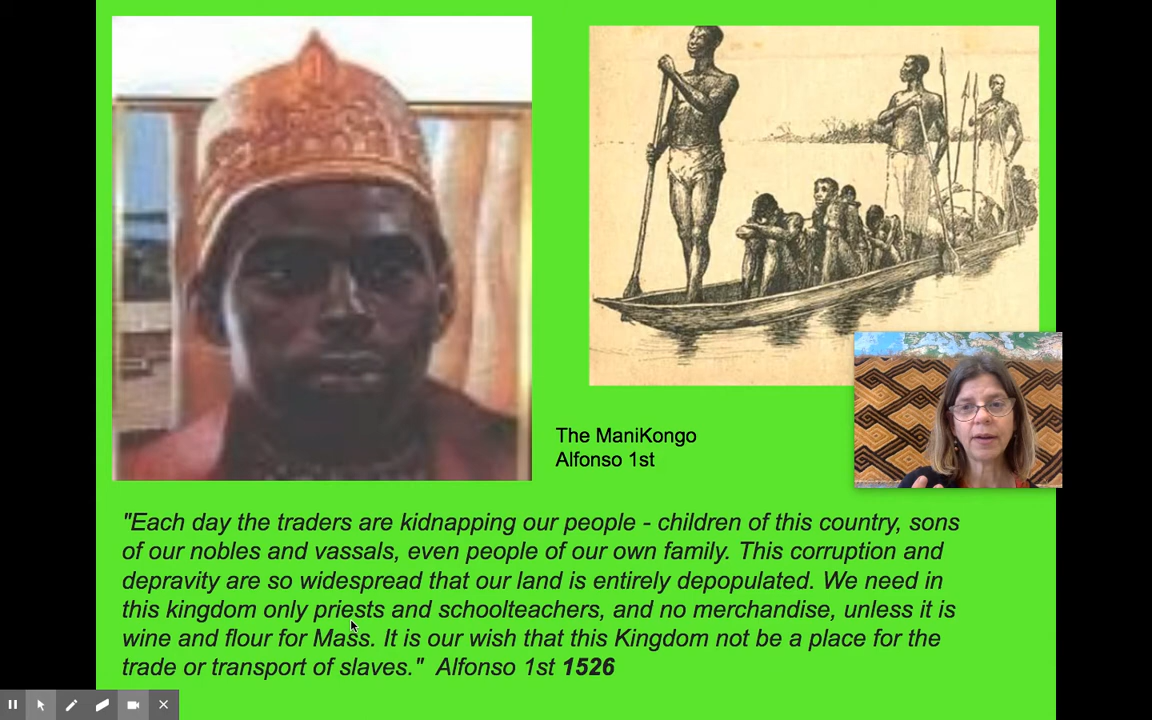 The ManiKongo
Alfonso 1st
"Each day the traders are kidnapping our people - children of this country, sons
of our nobles and vassals, even people of our own family. This corruption and
depravity are so widespread that our land is entirely depopulated. We need in
this kingdom only priests and schoolteachers, and no merchandise, unless it is
wine and flour for Mass. It is our wish that this Kingdom not be a place for the
trade or transport of slaves."  Alfonso 1st 1526